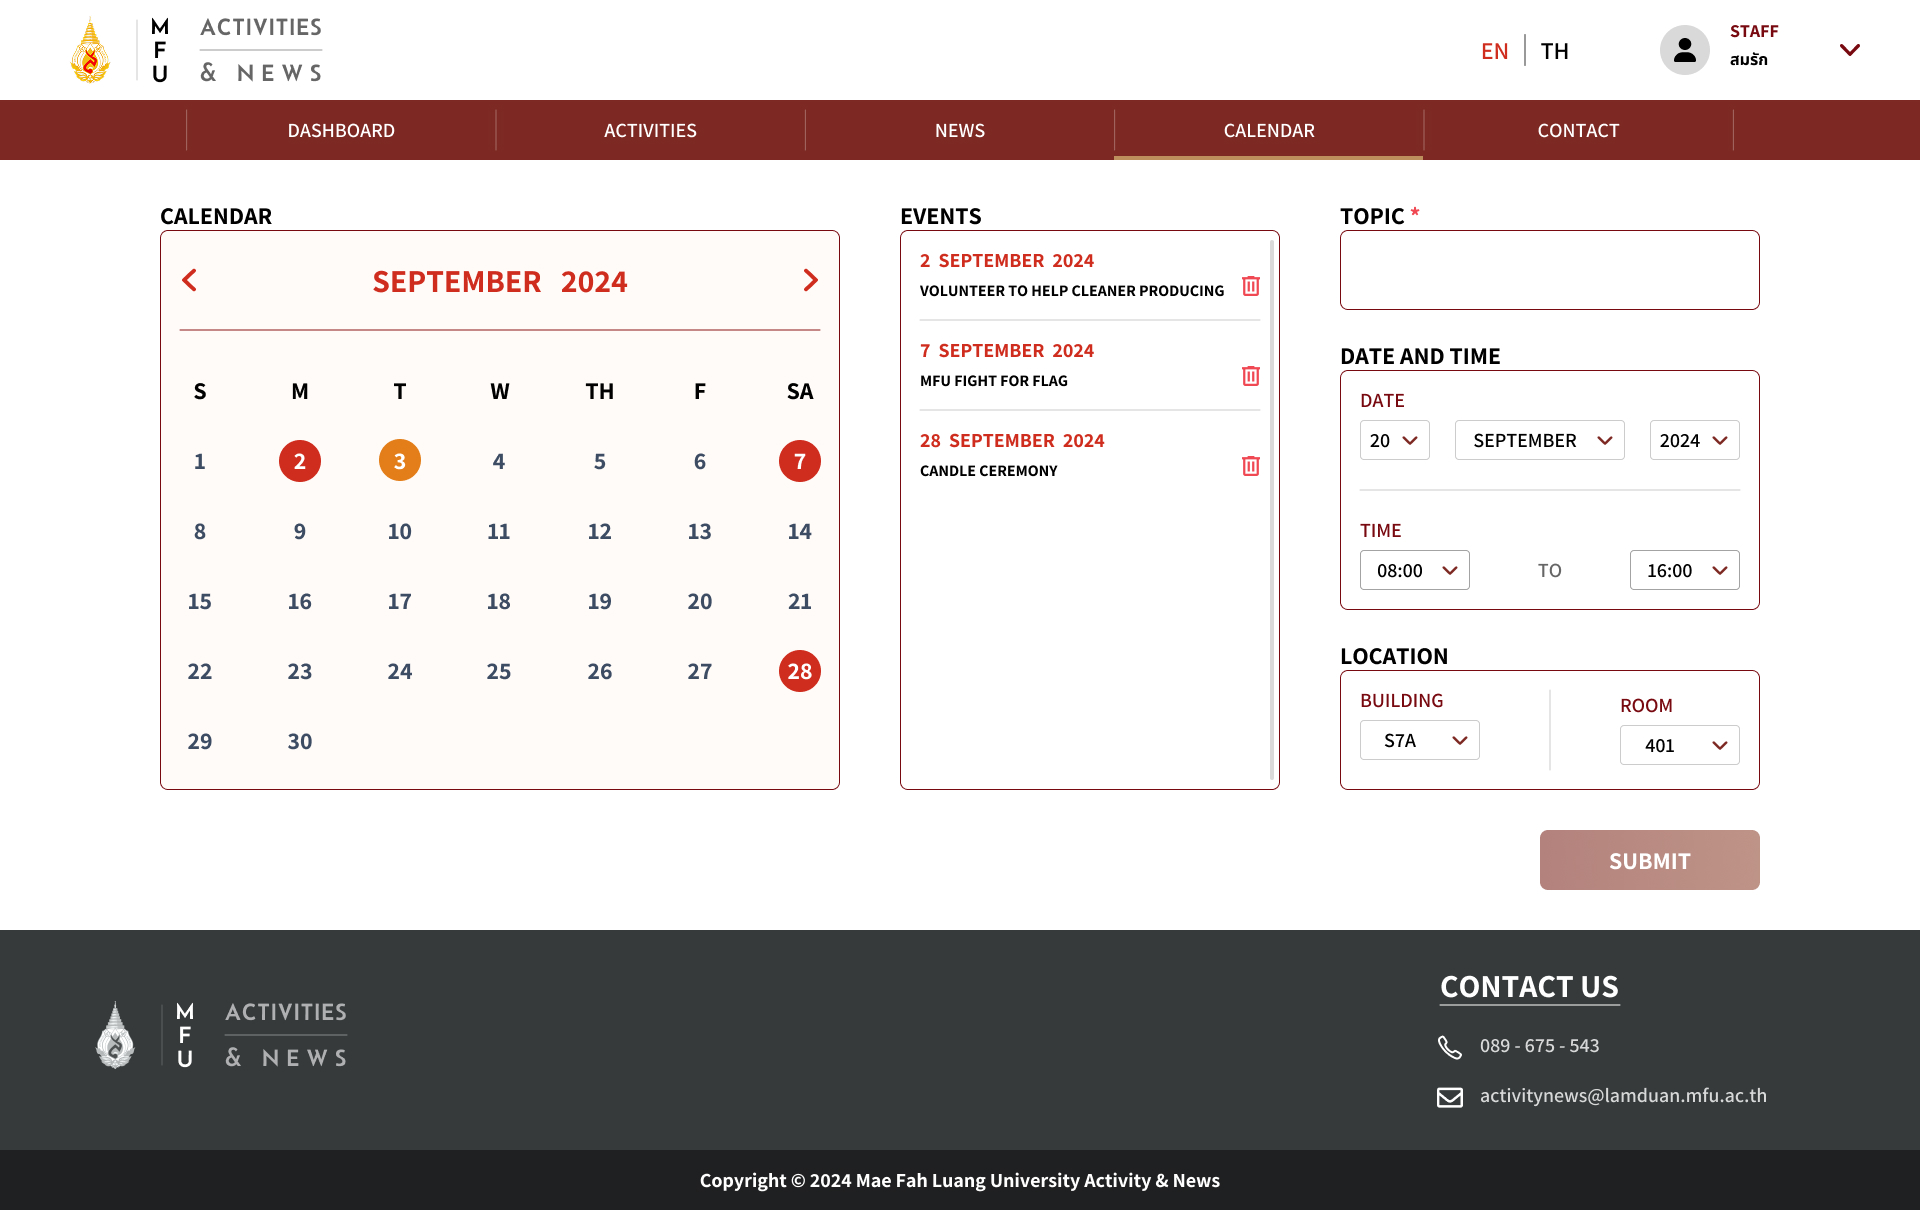 MFU ACTIVITIES & NEWS
EN TH
STAFF
สมรัก
DASHBOARD ACTIVITIES NEWS CALENDAR CONTACT
CALENDAR
SEPTEMBER 2024
S M T W TH F SA
1 2 3 4 5 6 7
8 9 10 11 12 13 14
15 16 17 18 19 20 21
22 23 24 25 26 27 28
29 30
EVENTS
2 SEPTEMBER 2024
VOLUNTEER TO HELP CLEANER PRODUCING
7 SEPTEMBER 2024
MFU FIGHT FOR FLAG
28 SEPTEMBER 2024
CANDLE CEREMONY
TOPIC *
DATE AND TIME
DATE
20 SEPTEMBER 2024
TIME
08:00 TO 16:00
LOCATION
BUILDING ROOM
S7A 401
SUBMIT
MFU ACTIVITIES & NEWS
CONTACT US
089 - 675 - 543
activitynews@lamduan.mfu.ac.th
Copyright © 2024 Mae Fah Luang University Activity & News